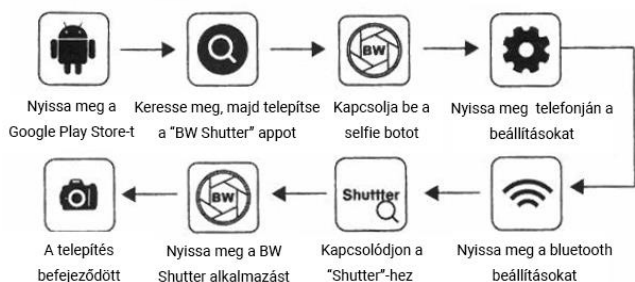 BW
Nyissa meg a
Google Play Store-t
Keresse meg, majd telepítse
a “BW Shutter” appot
Kapcsolja be a
selfie botot
Nyissa meg telefonján a
beállításokat
Nyissa meg a bluetooth
beállításokat
Shuttter
Kapcsolódjon a
“Shutter”-hez
BW
Nyissa meg a BW
Shutter alkalmazást
A telepítés
befejeződött